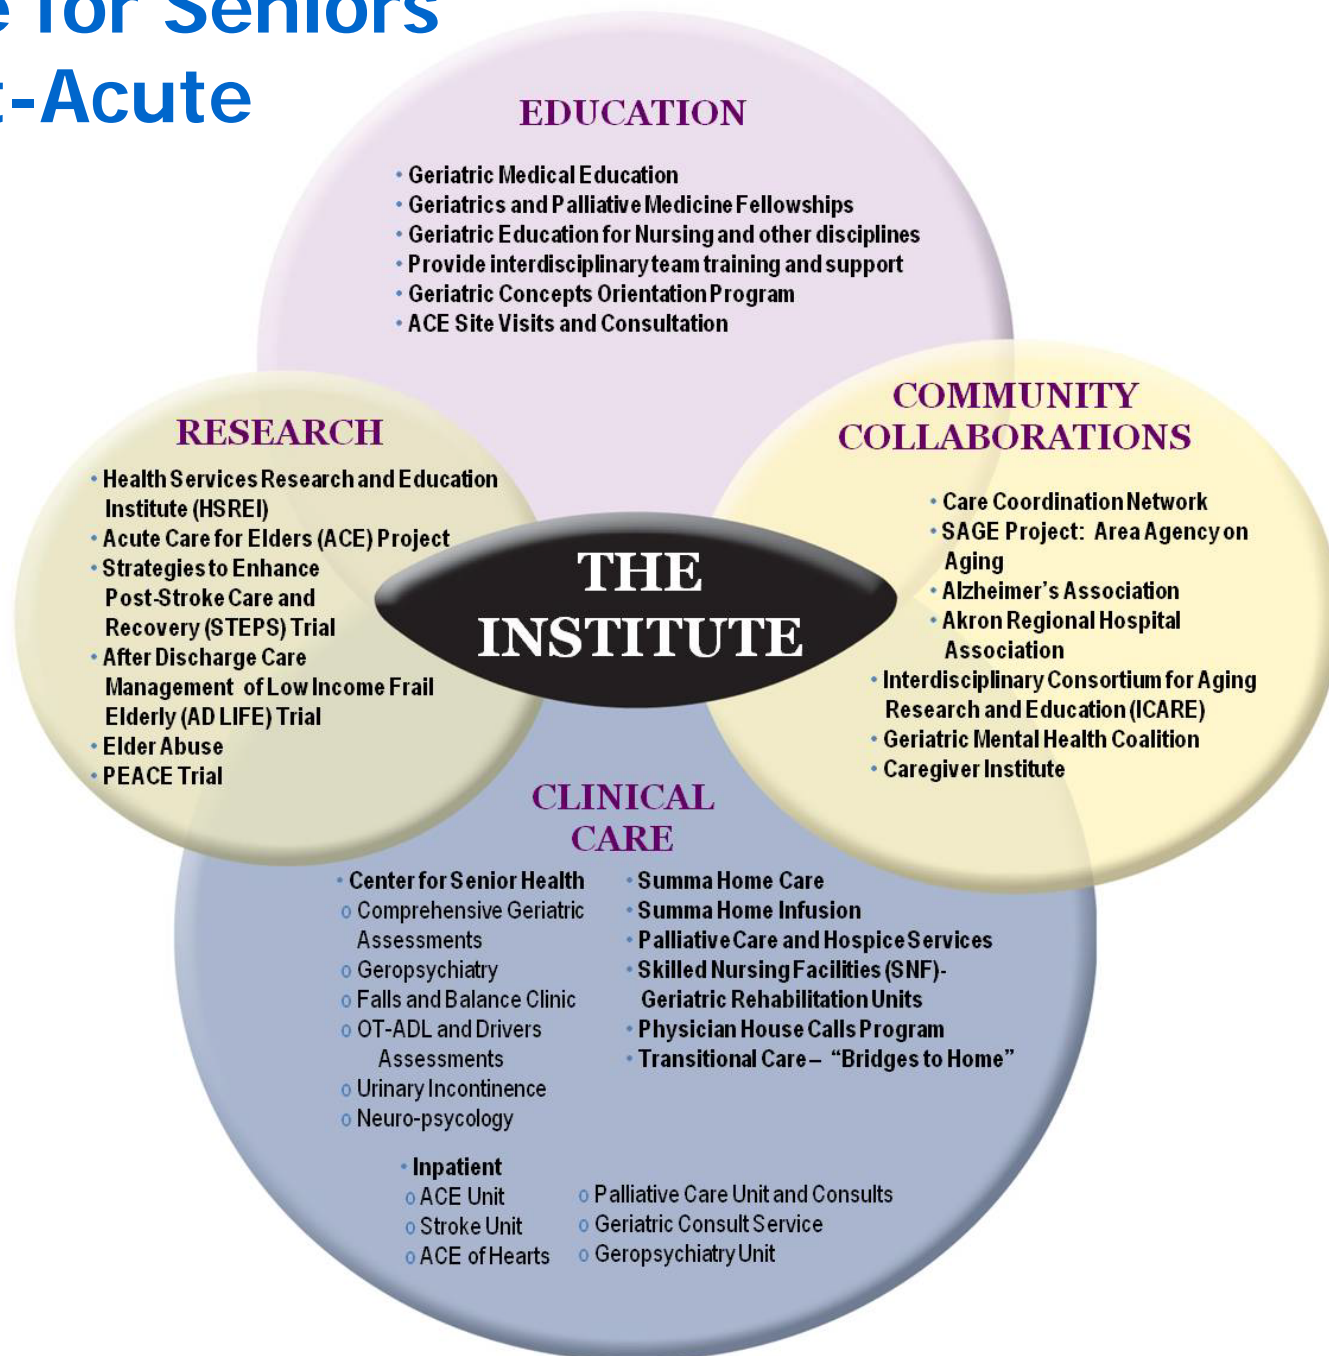 e for Seniors
t-Acute
EDUCATION
• Geriatric Medical Education
• Geriatrics and Palliative Medicine Fellowships
• Geriatric Education for Nursing and other disciplines
• Provide interdisciplinary team training and support
• Geriatric Concepts Orientation Program
• ACE Site Visits and Consultation
RESEARCH
• Health Services Research and Education
Institute (HSREI)
• Acute Care for Elders (ACE) Project
• Strategies to Enhance
Post-Stroke Care and
Recovery (STEPS) Trial
• After Discharge Care
Management of Low Income Frail
Elderly (AD LIFE) Trial
• Elder Abuse
• PEACE Trial
COMMUNITY
COLLABORATIONS
• Care Coordination Network
• SAGE Project: Area Agency on
Aging
• Alzheimer's Association
• Akron Regional Hospital
Association
• Interdisciplinary Consortium for Aging
Research and Education (ICARE)
• Geriatric Mental Health Coalition
• Caregiver Institute
THE
INSTITUTE
CLINICAL
CARE
• Center for Senior Health
o Comprehensive Geriatric
Assessments
o Geropsychiatry
o Falls and Balance Clinic
o OT-ADL and Drivers
Assessments
o Urinary Incontinence
o Neuro-psycology
• Summa Home Care
• Summa Home Infusion
• Palliative Care and Hospice Services
• Skilled Nursing Facilities (SNF)-
Geriatric Rehabilitation Units
• Physician House Calls Program
• Transitional Care – “Bridges to Home”
• Inpatient
o ACE Unit
o Stroke Unit
o ACE of Hearts
o Palliative Care Unit and Consults
o Geriatric Consult Service
o Geropsychiatry Unit